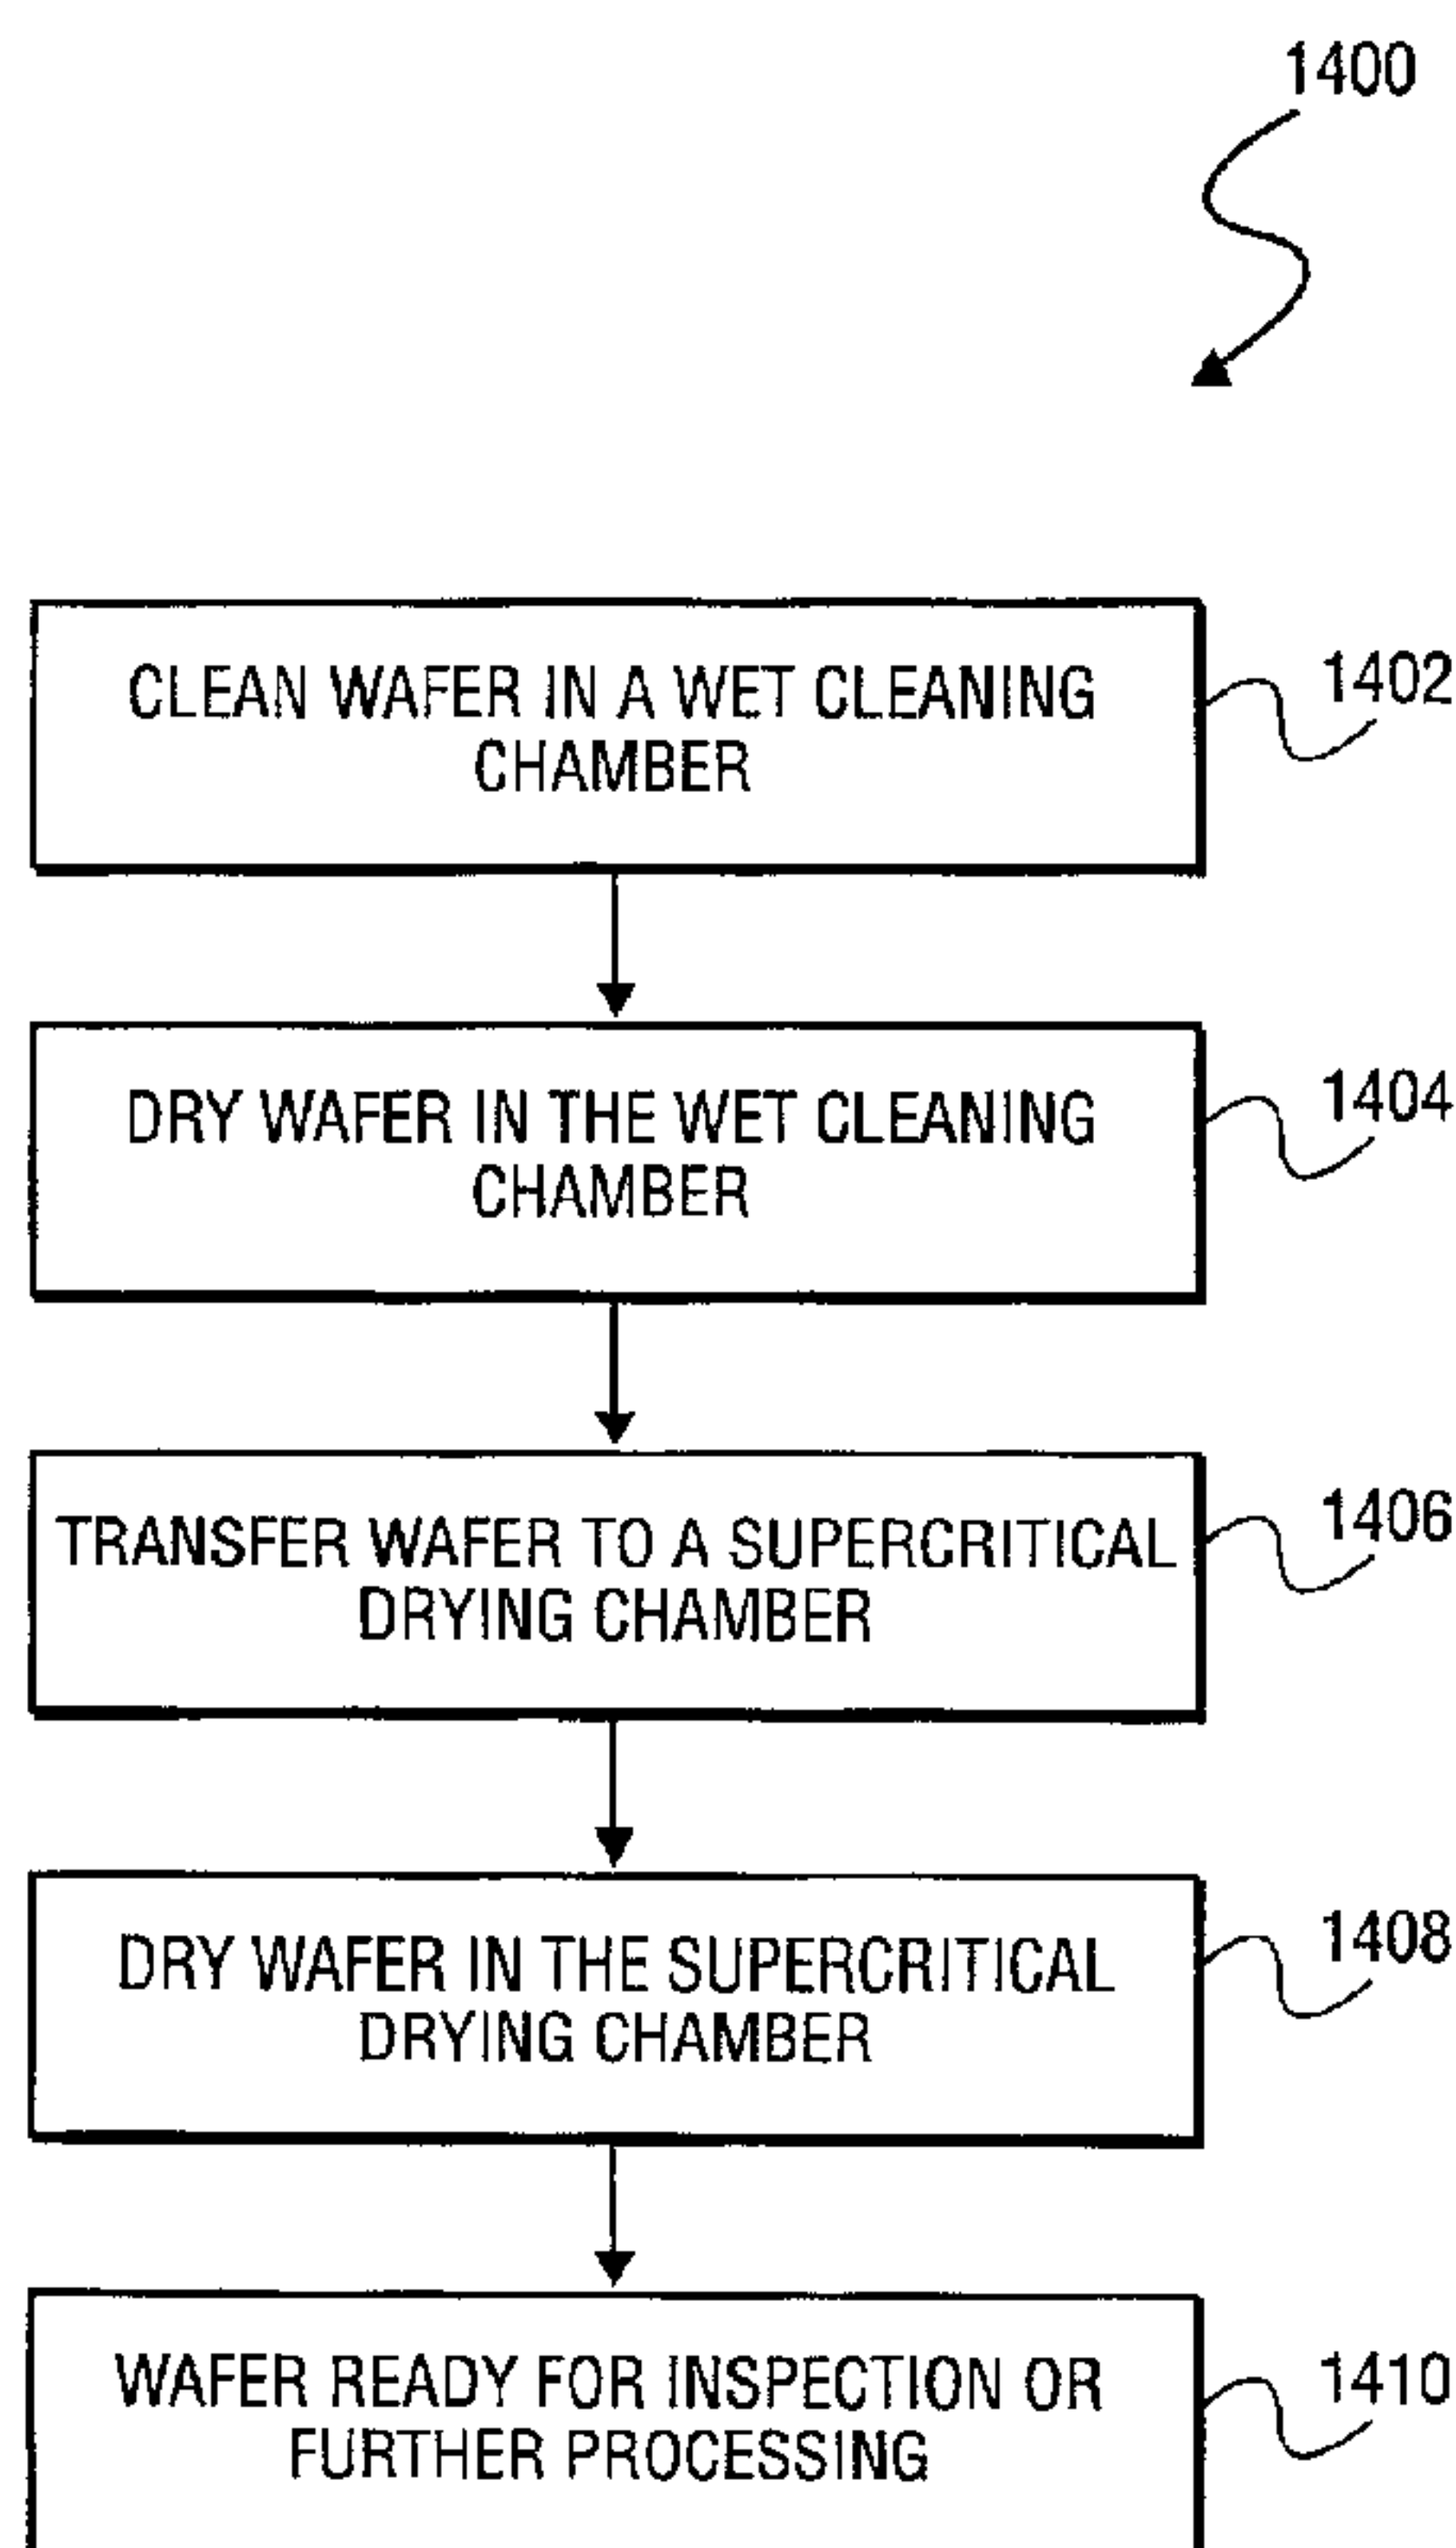 1400
CLEAN WAFER IN A WET CLEANING
CHAMBER
1402
DRY WAFER IN THE WET CLEANING
CHAMBER
1404
TRANSFER WAFER TO A SUPERCRITICAL
DRYING CHAMBER
1406
DRY WAFER IN THE SUPERCRITICAL
DRYING CHAMBER
1408
WAFER READY FOR INSPECTION OR
FURTHER PROCESSING
1410